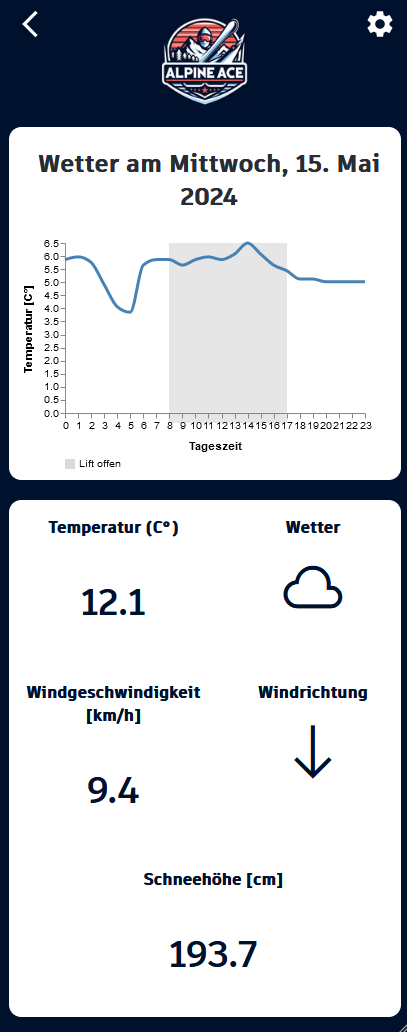 ALPINE ACE
Wetter am Mittwoch, 15. Mai
2024
6.5
6.0
5.5
5.0
4.5
4.0
3.5
3.0
2.5
2.0
1.5
1.0
0.5
0.0
Temperatur [C°]
0 1 2 3 4 5 6 7 8 9 10 11 12 13 14 15 16 17 18 19 20 21 22 23
Tageszeit
Lift offen
Temperatur (C°)
Wetter
12.1
Windgeschwindigkeit
[km/h]
Windrichtung
9.4
Schneehöhe [cm]
193.7